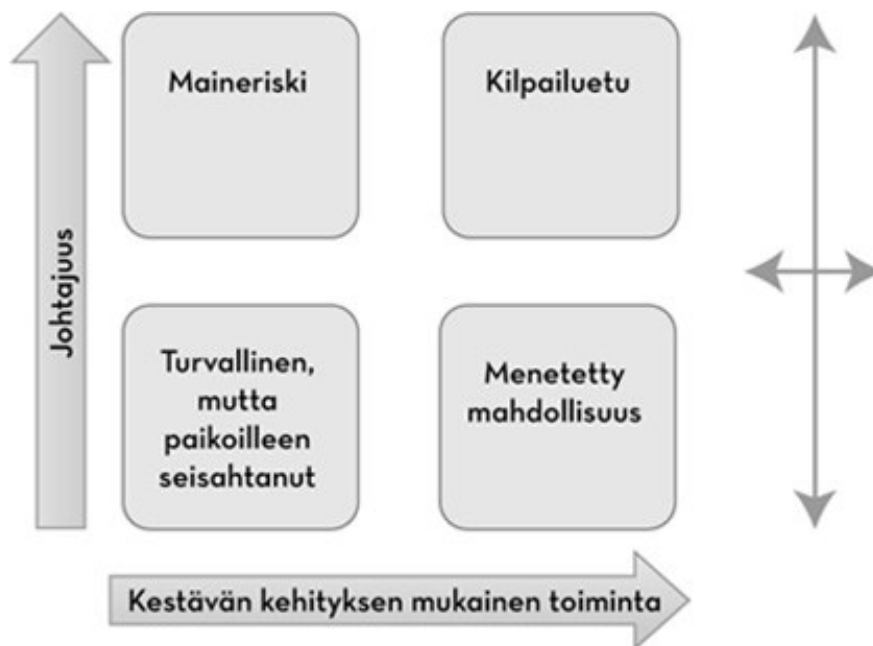 Maineriski
Kilpailuetu
Johtajuus
Turvallinen,
mutta
paikoilleen
seisahtanut
Menetetty
mahdollisuus
Kestävän kehityksen mukainen toiminta